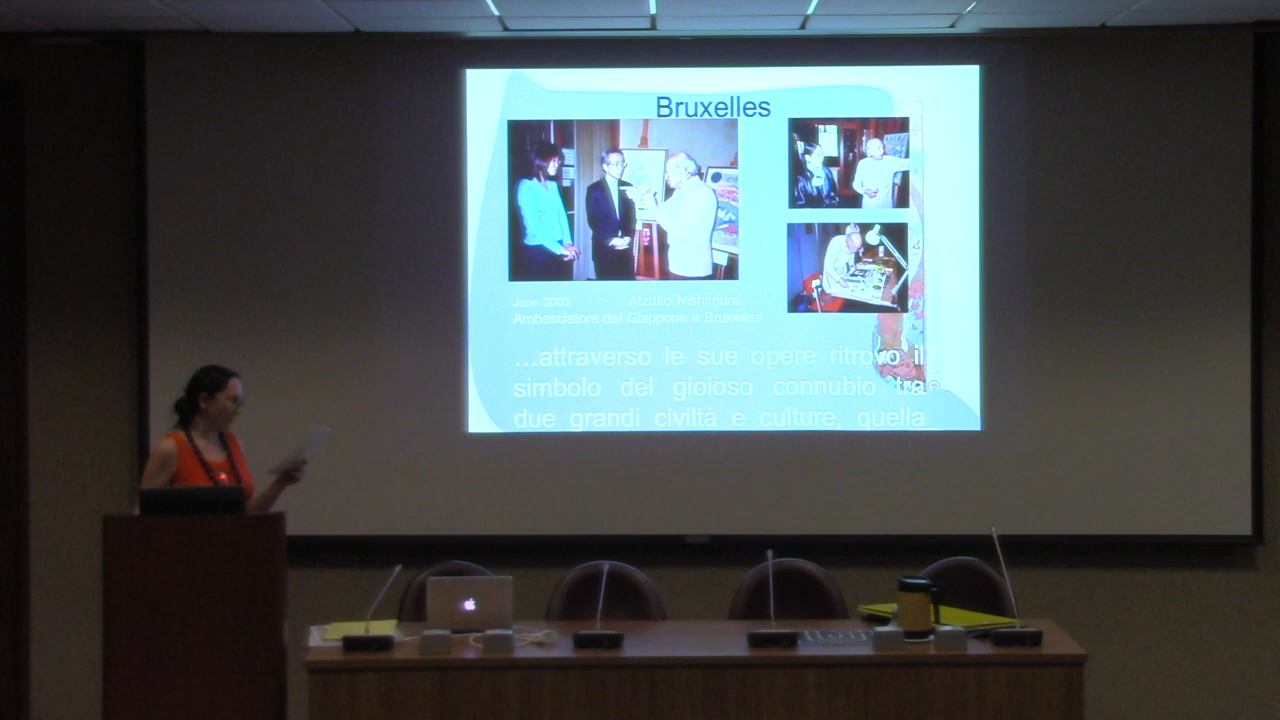 Bruxelles
June 2003 Aizuko Nishimura
Ambasciatore del Giappone a Bruxelles
...attraverso le sue opere ritrovo il
simbolo del gioioso connubio tra
due grandi civiltà e culture, quella